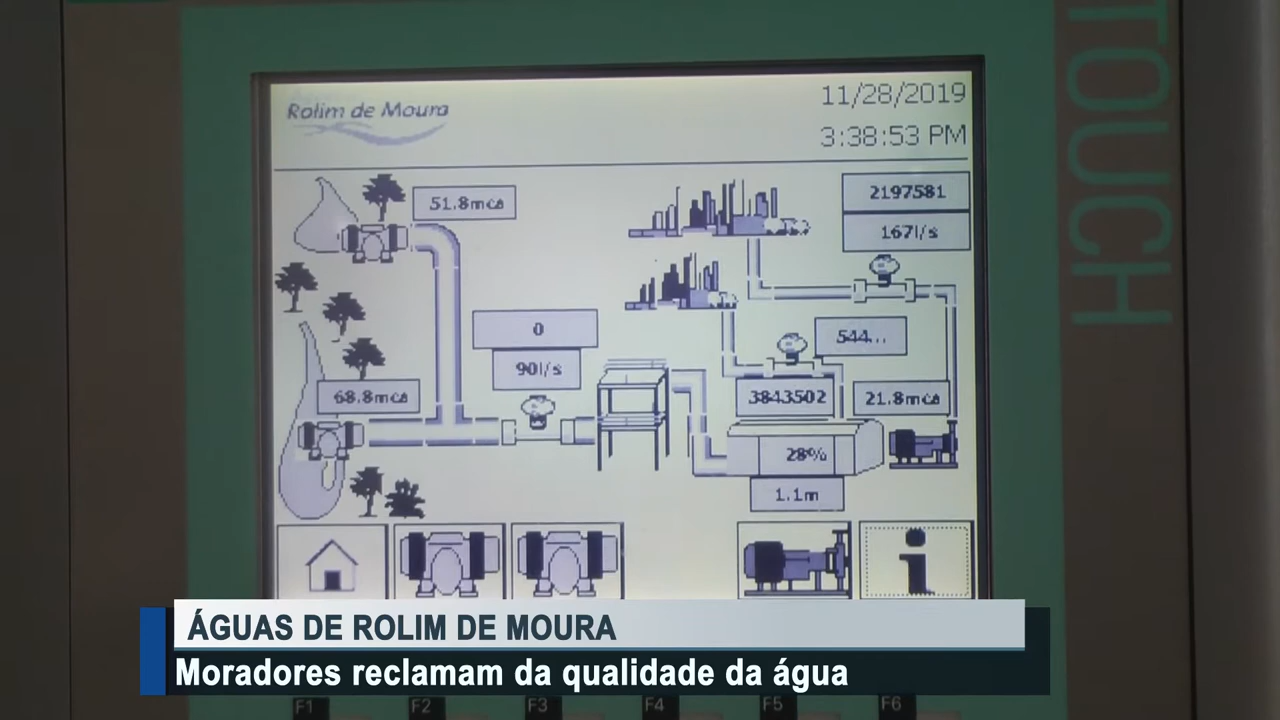 Rolim de Moura
11/28/2019
3:38:53 PM
TOUCH
51.8mca
2197581
167l/s
0
90l/s
544...
68.8mca
3843502
21.8mca
28%
1.1m
i
ÁGUAS DE ROLIM DE MOURA
Moradores reclamam da qualidade da água
F1 F2 F3 F4 F5 F6